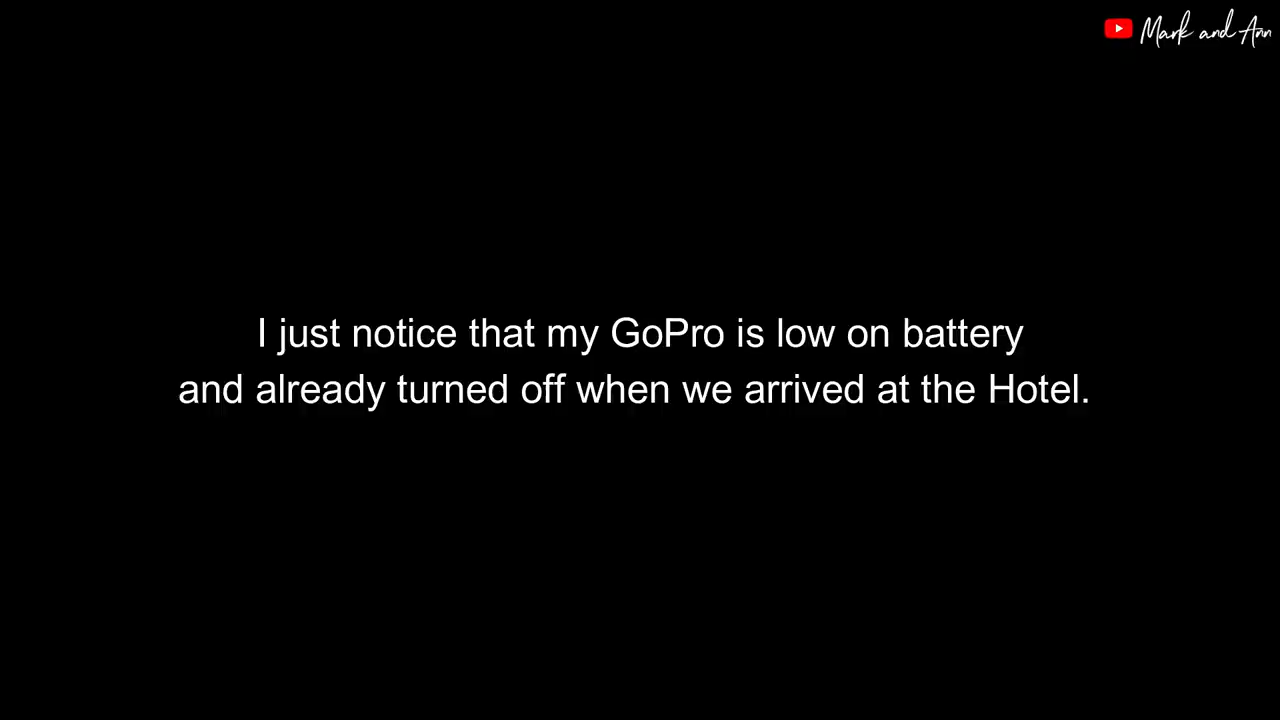 Mark and Ann
I just notice that my GoPro is low on battery
and already turned off when we arrived at the Hotel.